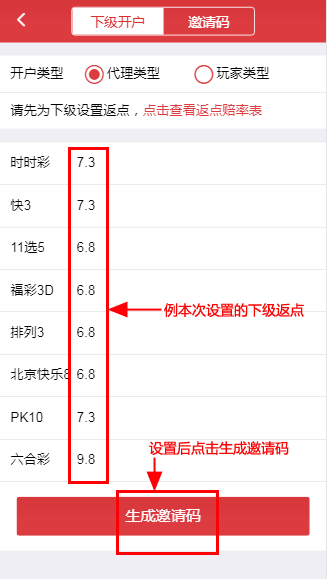 下级开户 邀请码
开户类型 代理类型 玩家类型
请先为下级设置返点，点击查看返点赔率表
时时彩 7.3
快3 7.3
11选5 6.8
福彩3D 6.8
例本次设置的下级返点
排列3 6.8
北京快乐8 6.8
PK10 7.3
设置后点击生成邀请码
六合彩 9.8
生成邀请码